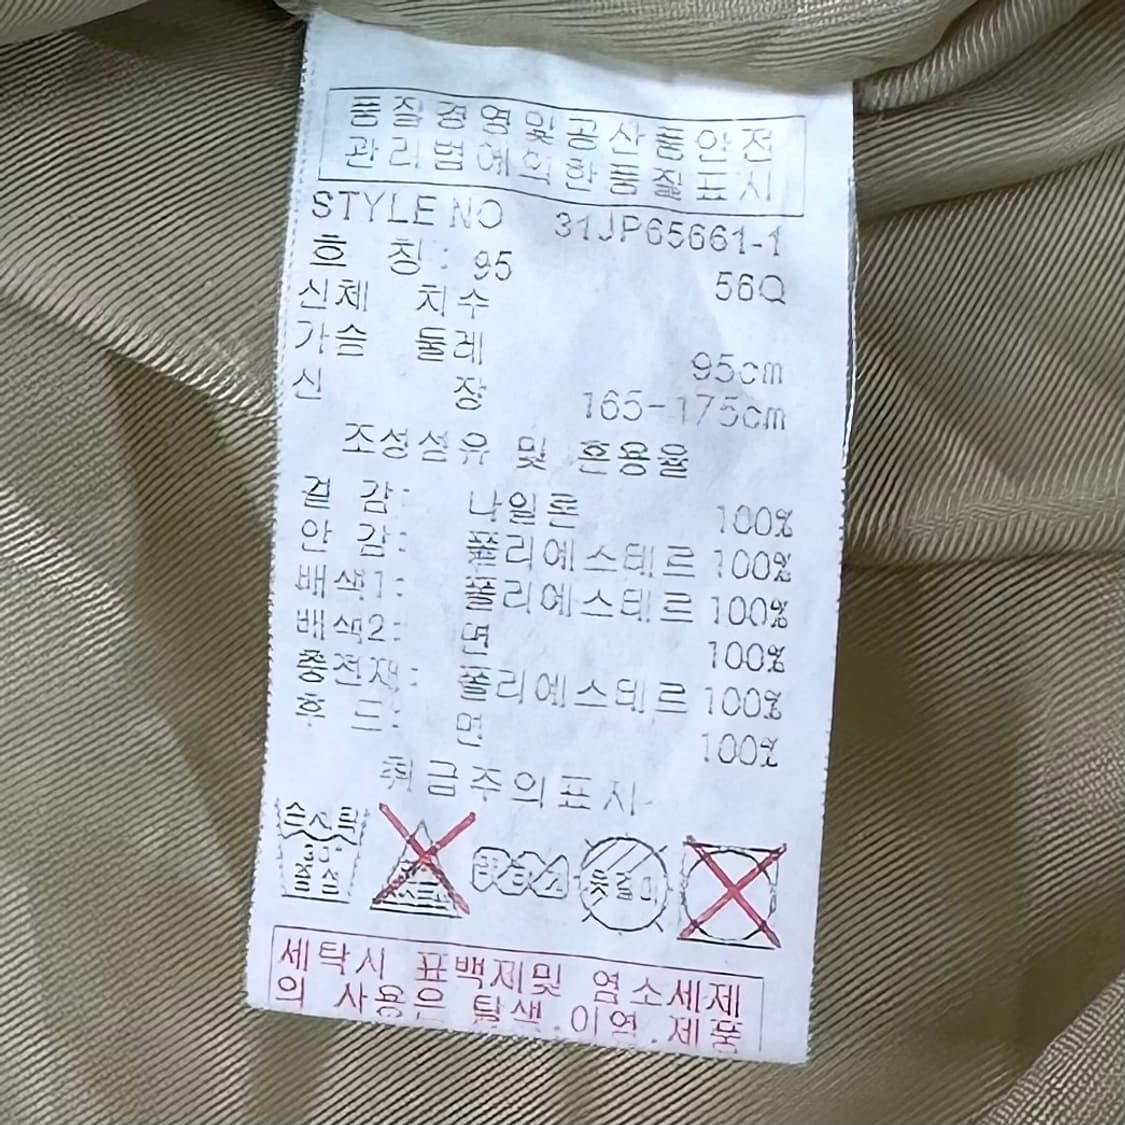 품질경영및공산품안전
관리법에의한품질표시
STYLE NO 31JP65661-1
호 칭: 95 56Q
신체 치수
가슴 둘레 95cm
신 장 165-175cm
조성섬유 및 혼용율
겉 감: 나일론 100%
안 감: 폴리에스테르 100%
배색1: 폴리에스테르 100%
배색2: 면 100%
충전재: 폴리에스테르 100%
후 드: 면 100%
취급주의표시
손세탁
30°
중성
옷걸이
세탁시 표백제및 염소세제
의 사용은 탈색.이염.제품